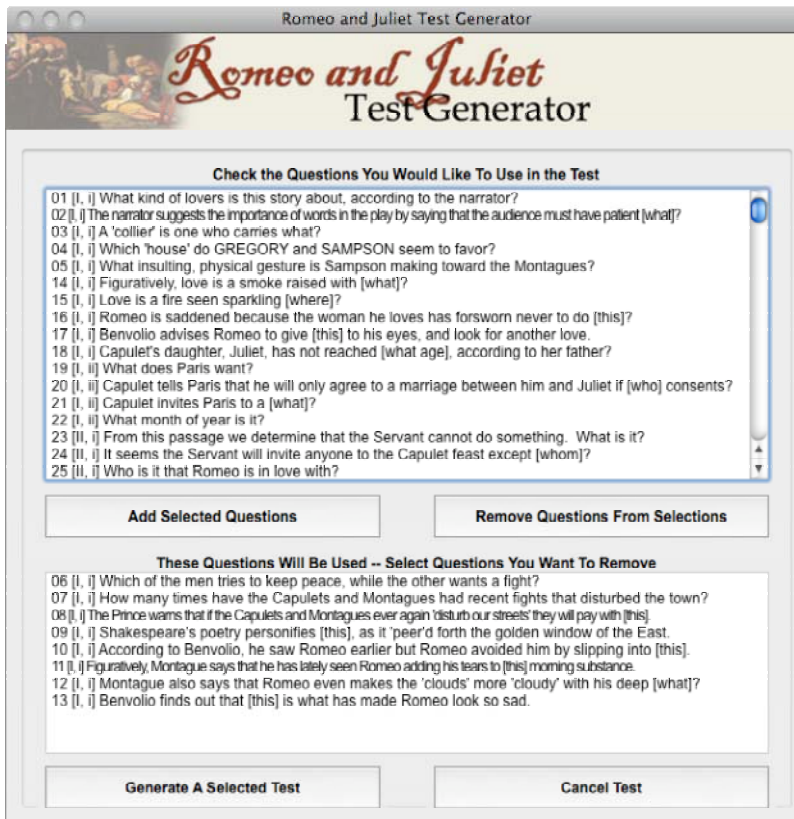 Romeo and Juliet Test Generator
Romeo and Juliet
Test Generator
Check the Questions You Would Like To Use in the Test
01 [I, i] What kind of lovers is this story about, according to the narrator?
02 [I, i] The narrator suggests the importance of words in the play by saying that the audience must have patient [what]?
03 [I, i] A 'collier' is one who carries what?
04 [I, i] Which 'house' do GREGORY and SAMPSON seem to favor?
05 [I, i] What insulting, physical gesture is Sampson making toward the Montagues?
14 [I, i] Figuratively, love is a smoke raised with [what]?
15 [I, i] Love is a fire seen sparkling [where]?
16 [I, i] Romeo is saddened because the woman he loves has forsworn never to do [this]?
17 [I, i] Benvolio advises Romeo to give [this] to his eyes, and look for another love.
18 [I, i] Capulet's daughter, Juliet, has not reached [what age], according to her father?
19 [I, ii] What does Paris want?
20 [I, ii] Capulet tells Paris that he will only agree to a marriage between him and Juliet if [who] consents?
21 [I, ii] Capulet invites Paris to a [what]?
22 [I, ii] What month of year is it?
23 [II, i] From this passage we determine that the Servant cannot do something.  What is it?
24 [II, i] It seems the Servant will invite anyone to the Capulet feast except [whom]?
25 [II, i] Who is it that Romeo is in love with?
Add Selected Questions
Remove Questions From Selections
These Questions Will Be Used -- Select Questions You Want To Remove
06 [I, i] Which of the men tries to keep peace, while the other wants a fight?
07 [I, i] How many times have the Capulets and Montagues had recent fights that disturbed the town?
08 [I, i] The Prince warns that if the Capulets and Montagues ever again 'disturb our streets' they will pay with [this].
09 [I, i] Shakespeare's poetry personifies [this], as it 'peer'd forth the golden window of the East.
10 [I, i] According to Benvolio, he saw Romeo earlier but Romeo avoided him by slipping into [this].
11 [I, i] Figuratively, Montague says that he has lately seen Romeo adding his tears to [this] morning substance.
12 [I, i] Montague also says that Romeo even makes the 'clouds' more 'cloudy' with his deep [what]?
13 [I, i] Benvolio finds out that [this] is what has made Romeo look so sad.
Generate A Selected Test
Cancel Test